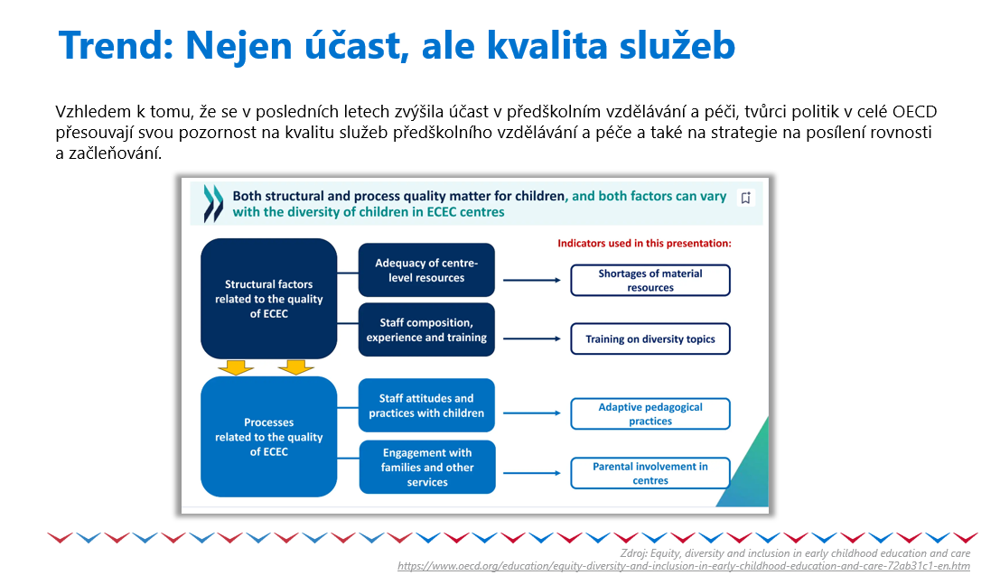 Trend: Nejen účast, ale kvalita služeb
Vzhledem k tomu, že se v posledních letech zvýšila účast v předškolním vzdělávání a péči, tvůrci politik v celé OECD
přesouvají svou pozornost na kvalitu služeb předškolního vzdělávání a péče a také na strategie na posílení rovnosti
a začleňování.
Both structural and process quality matter for children, and both factors can vary
with the diversity of children in ECEC centres
Indicators used in this presentation:
Structural factors
related to the quality
of ECEC
Adequacy of centre-
level resources
Shortages of material
resources
Staff composition,
experience and training
Training on diversity topics
Processes
related to the quality
of ECEC
Staff attitudes and
practices with children
Adaptive pedagogical
practices
Engagement with
families and other
services
Parental involvement in
centres
Zdroj: Equity, diversity and inclusion in early childhood education and care
https://www.oecd.org/education/equity-diversity-and-inclusion-in-early-childhood-education-and-care-72ab31c1-en.htm